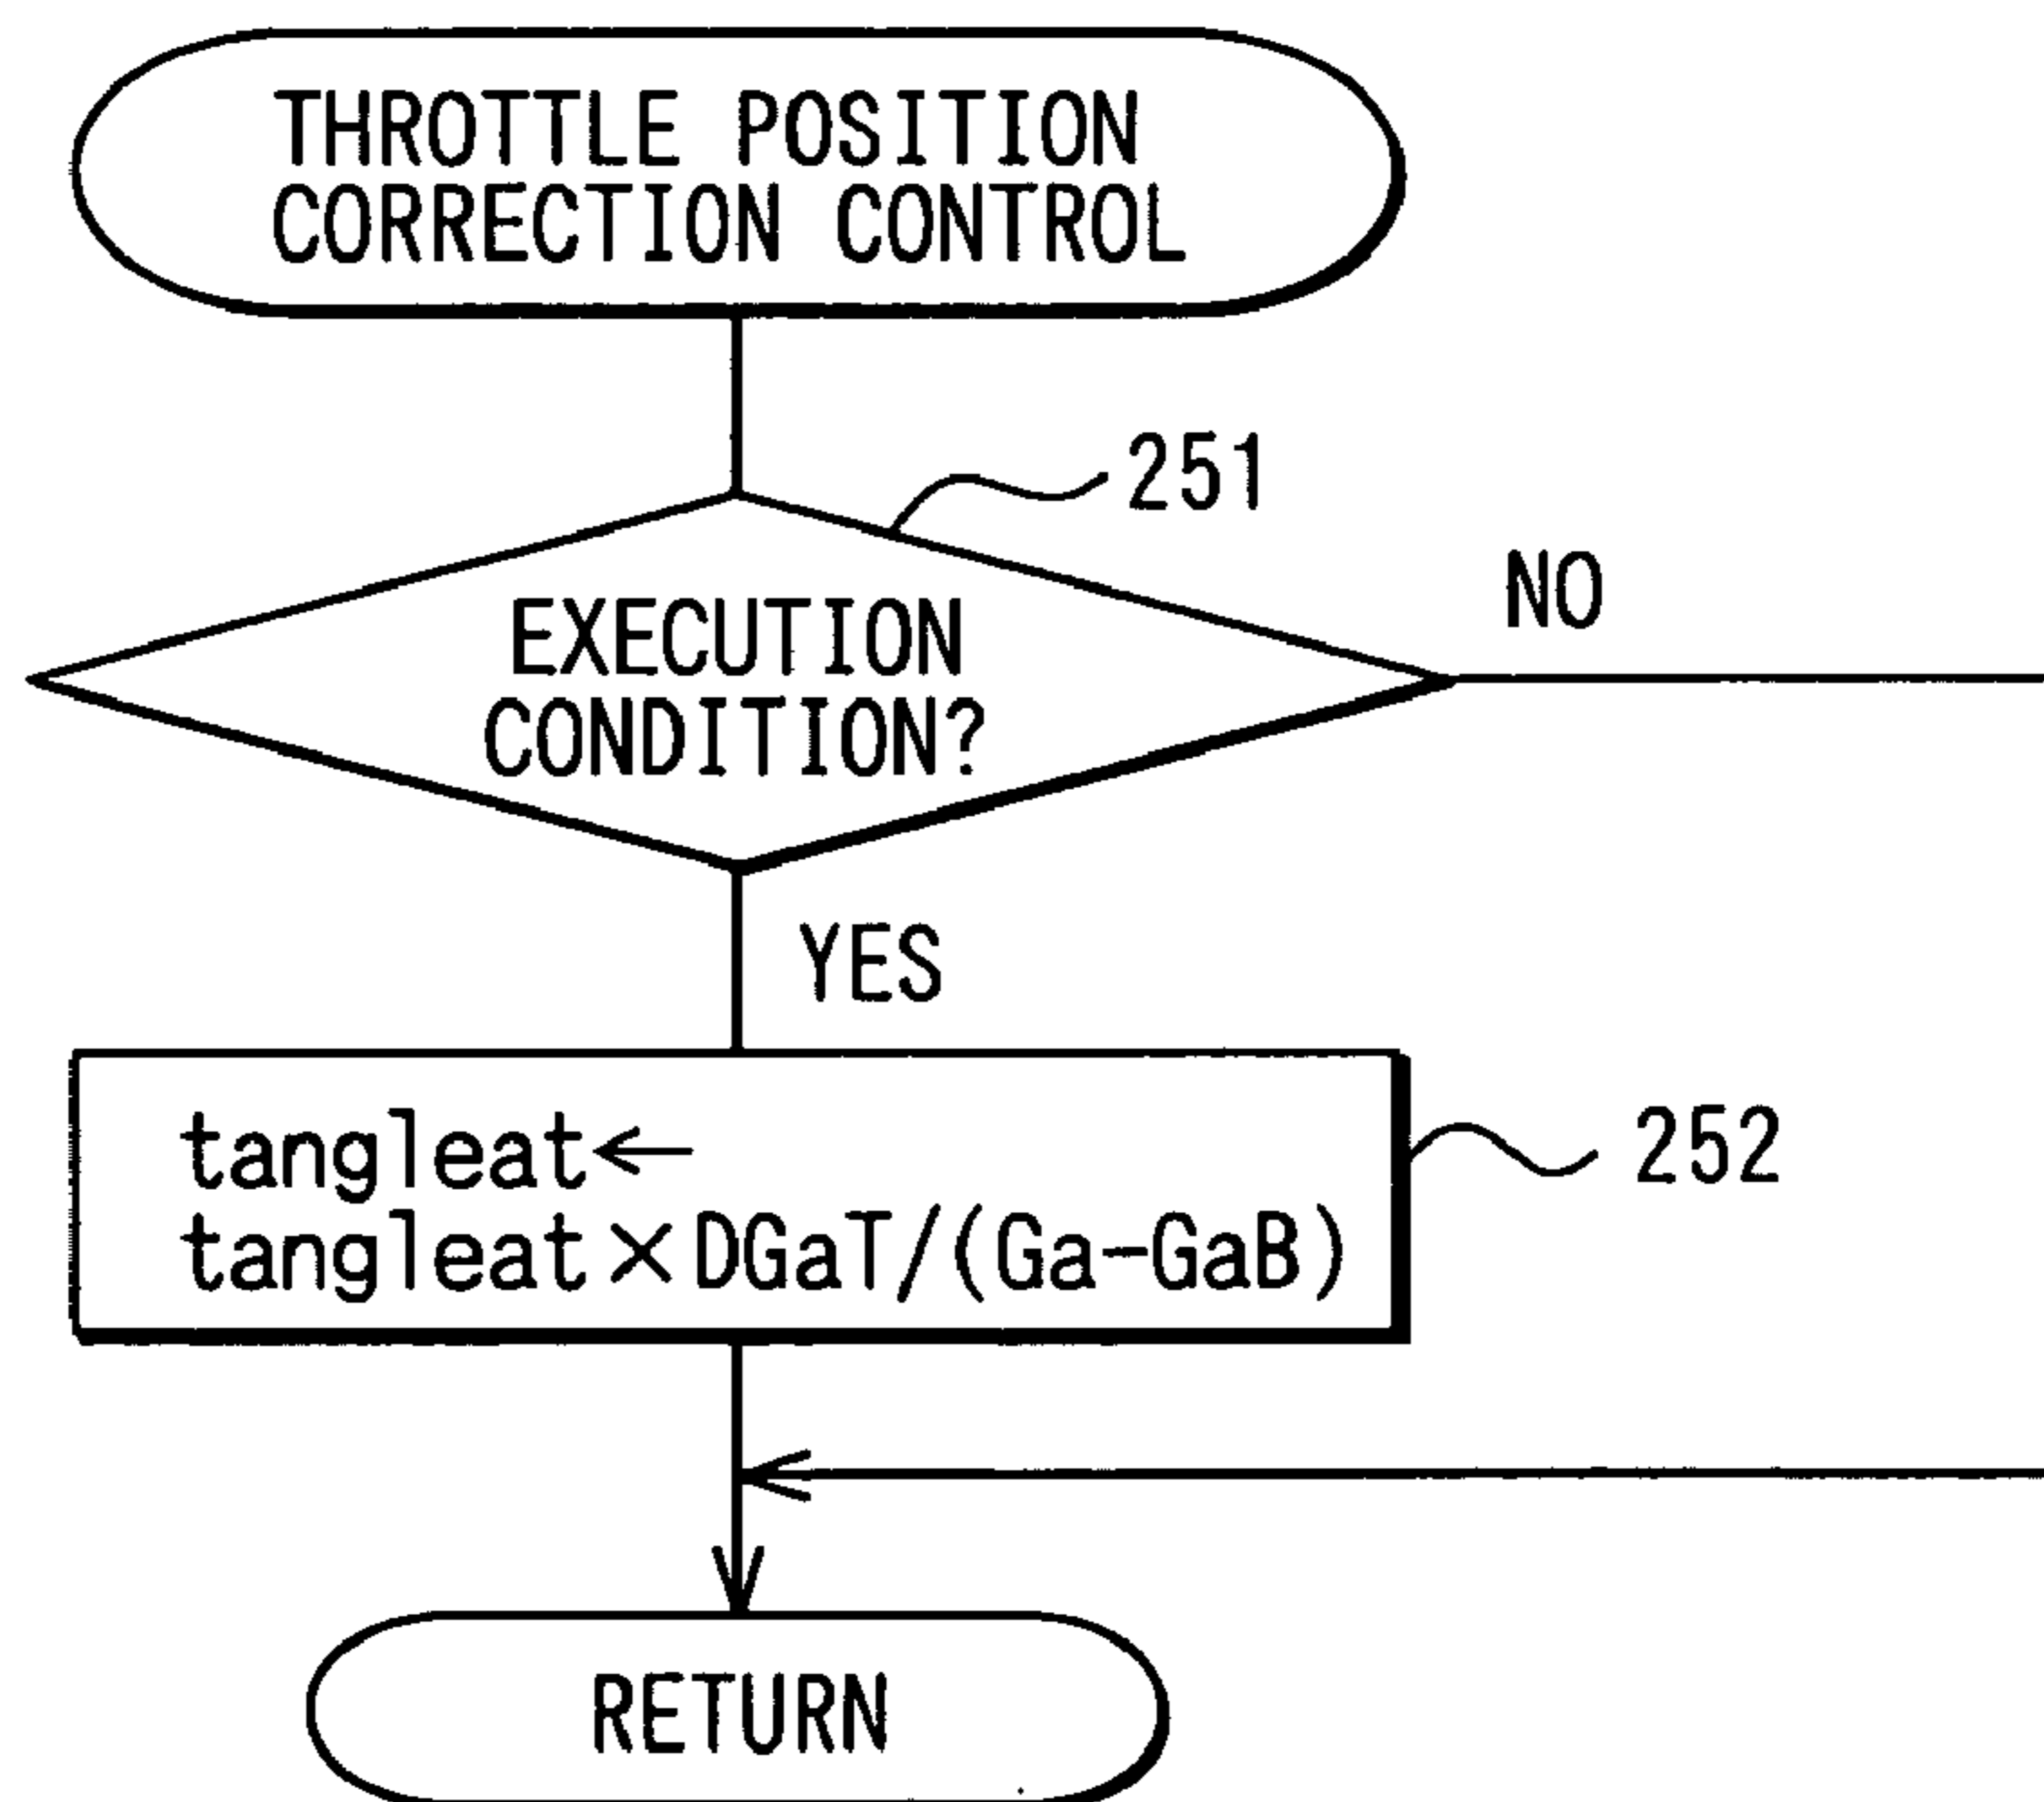 THROTTLE POSITION
CORRECTION CONTROL
251
EXECUTION
CONDITION?
NO
YES
tangleat←
tangleat×DGaT/(Ga-GaB)
252
RETURN